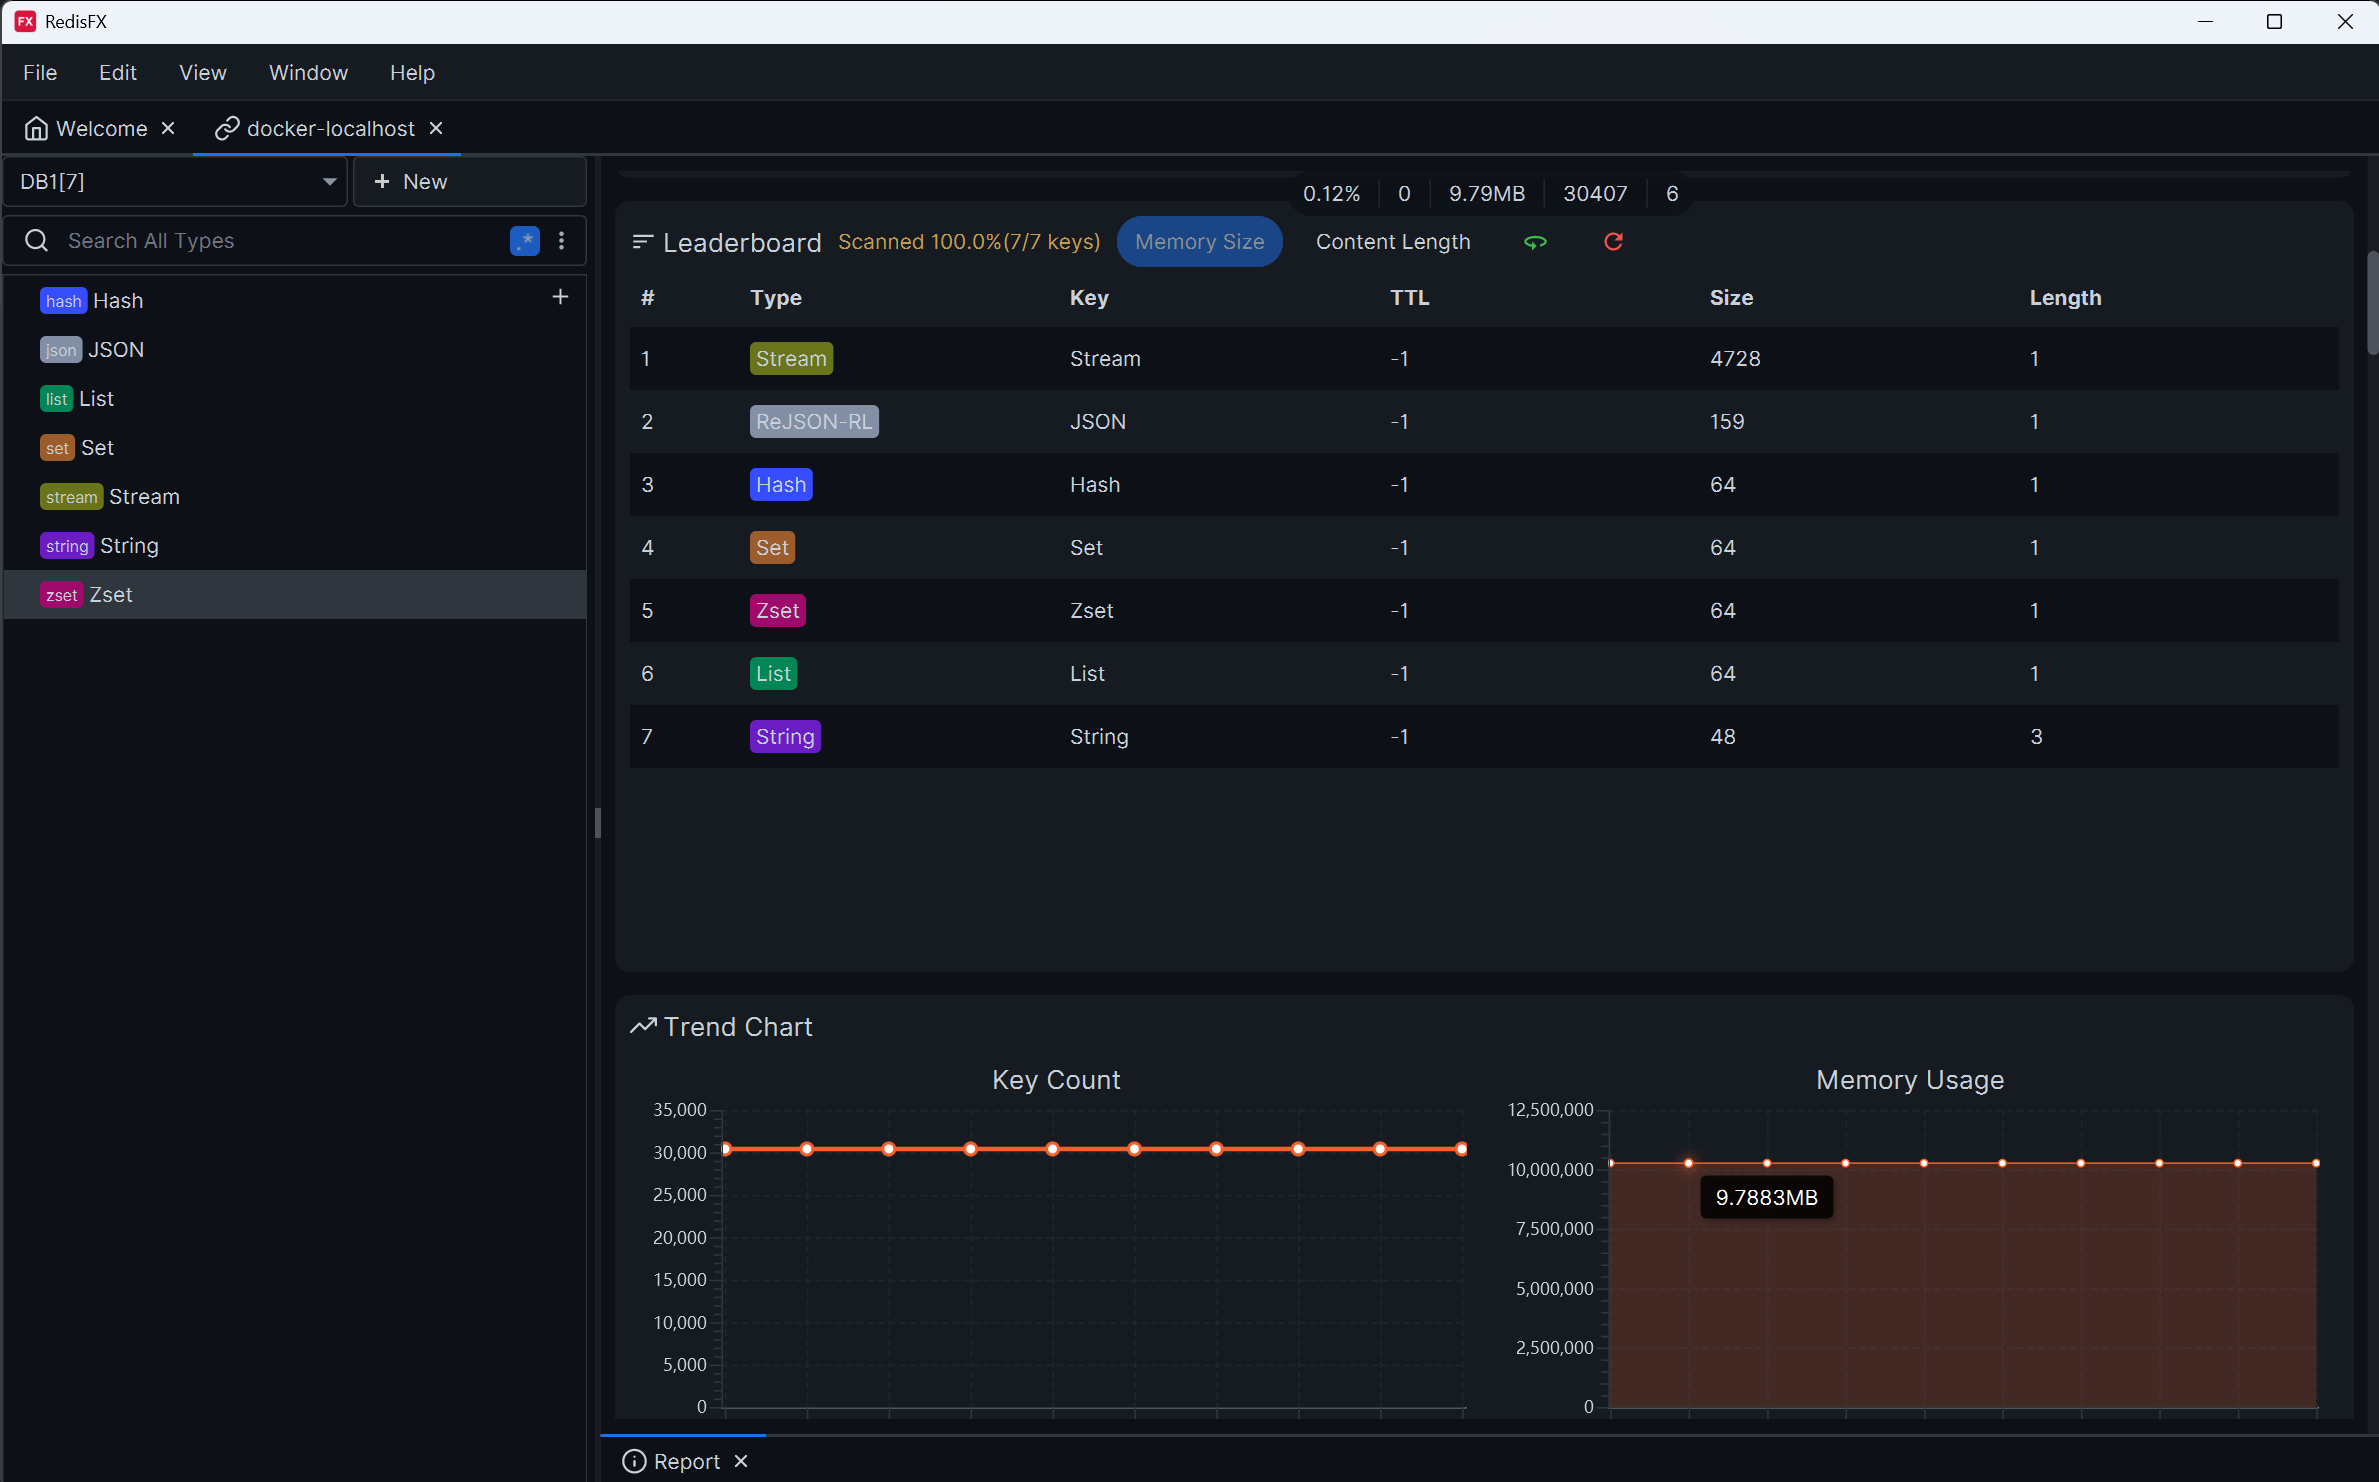 FX RedisFX
File Edit View Window Help
Welcome docker-localhost
DB1[7] + New
Search All Types .*
hash Hash
json JSON
list List
set Set
stream Stream
string String
zset Zset
0.12% 0 9.79MB 30407 6
Leaderboard Scanned 100.0%(7/7 keys) Memory Size Content Length
# Type Key TTL Size Length
1 Stream Stream -1 4728 1
2 ReJSON-RL JSON -1 159 1
3 Hash Hash -1 64 1
4 Set Set -1 64 1
5 Zset Zset -1 64 1
6 List List -1 64 1
7 String String -1 48 3
Trend Chart
Key Count
35,000
30,000
25,000
20,000
15,000
10,000
5,000
0
Memory Usage
12,500,000
10,000,000
7,500,000
5,000,000
2,500,000
0
9.7883MB
Report